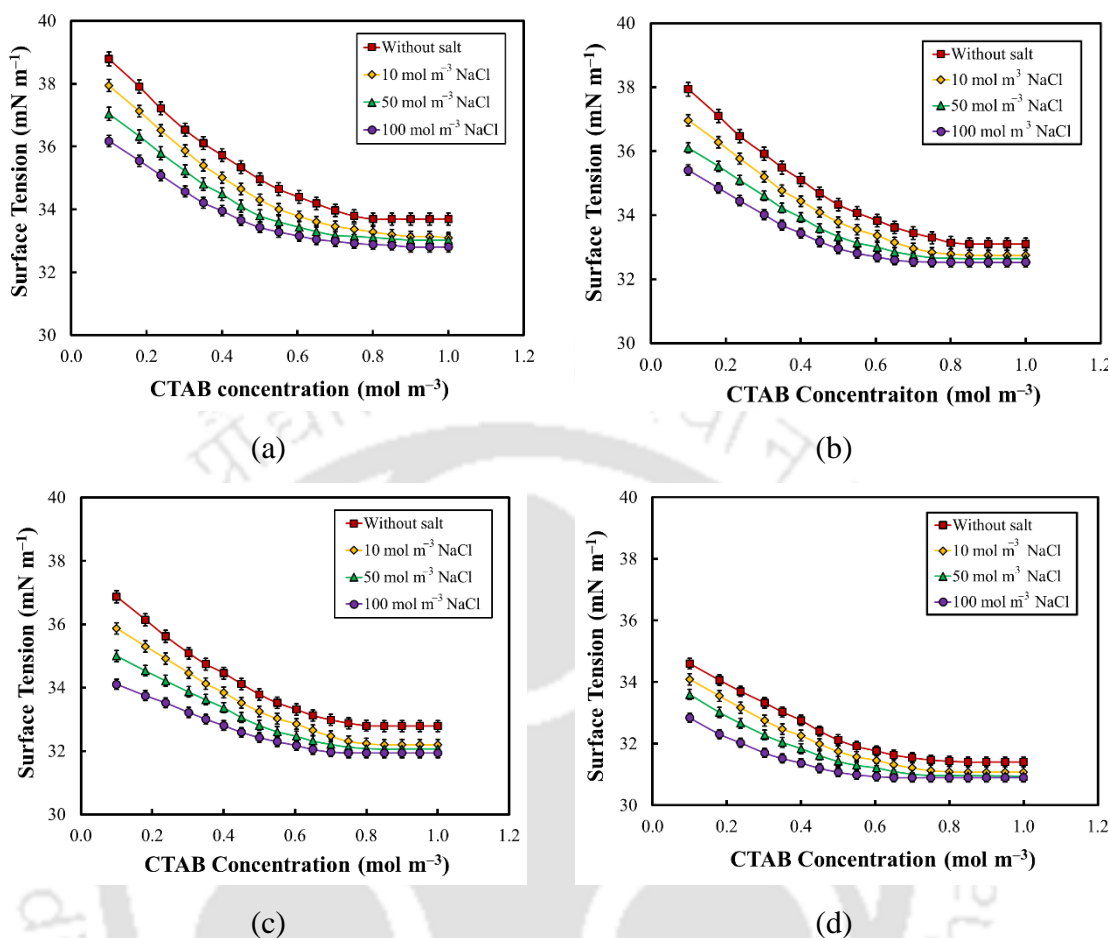 40
38
36
34
32
30
0.0 0.2 0.4 0.6 0.8 1.0 1.2
Surface Tension (mN m⁻¹)
CTAB concentration (mol m⁻³)
Without salt
10 mol m⁻³ NaCl
50 mol m⁻³ NaCl
100 mol m⁻³ NaCl
(a)
40
38
36
34
32
30
0.0 0.2 0.4 0.6 0.8 1.0 1.2
Surface Tension (mN m⁻¹)
CTAB Concentraiton (mol m⁻³)
Without salt
10 mol m⁻³ NaCl
50 mol m⁻³ NaCl
100 mol m⁻³ NaCl
(b)
40
38
36
34
32
30
0.0 0.2 0.4 0.6 0.8 1.0 1.2
Surface Tension (mN m⁻¹)
CTAB Concentration (mol m⁻³)
Without salt
10 mol m⁻³ NaCl
50 mol m⁻³ NaCl
100 mol m⁻³ NaCl
(c)
40
38
36
34
32
30
0.0 0.2 0.4 0.6 0.8 1.0 1.2
Surface Tension (mN m⁻¹)
CTAB Concentration (mol m⁻³)
Without salt
10 mol m⁻³ NaCl
50 mol m⁻³ NaCl
100 mol m⁻³ NaCl
(d)